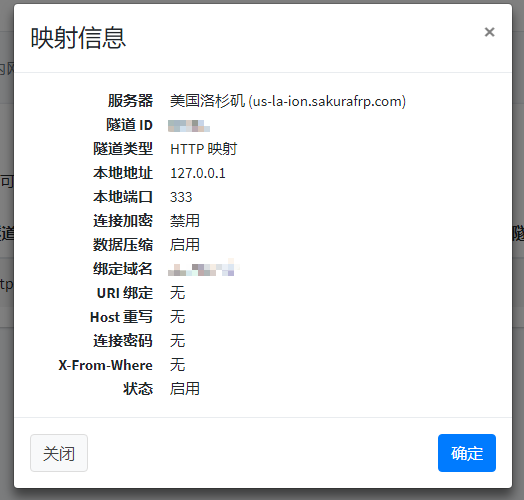 映射信息
×
服务器 美国洛杉矶 (us-la-ion.sakurafrp.com)
隧道 ID
隧道类型 HTTP 映射
本地地址 127.0.0.1
本地端口 333
连接加密 禁用
数据压缩 启用
绑定域名
URI 绑定 无
Host 重写 无
连接密码 无
X-From-Where 无
状态 启用
关闭 确定